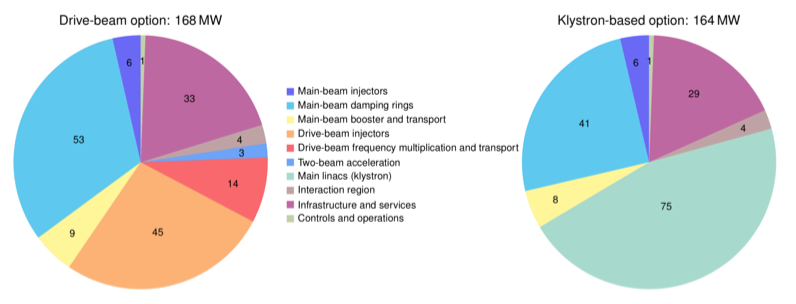 Drive-beam option: 168 MW
6
1
33
4
3
14
45
9
53
Main-beam injectors
Main-beam damping rings
Main-beam booster and transport
Drive-beam injectors
Drive-beam frequency multiplication and transport
Two-beam acceleration
Main linacs (klystron)
Interaction region
Infrastructure and services
Controls and operations
Klystron-based option: 164 MW
6
1
29
4
75
8
41